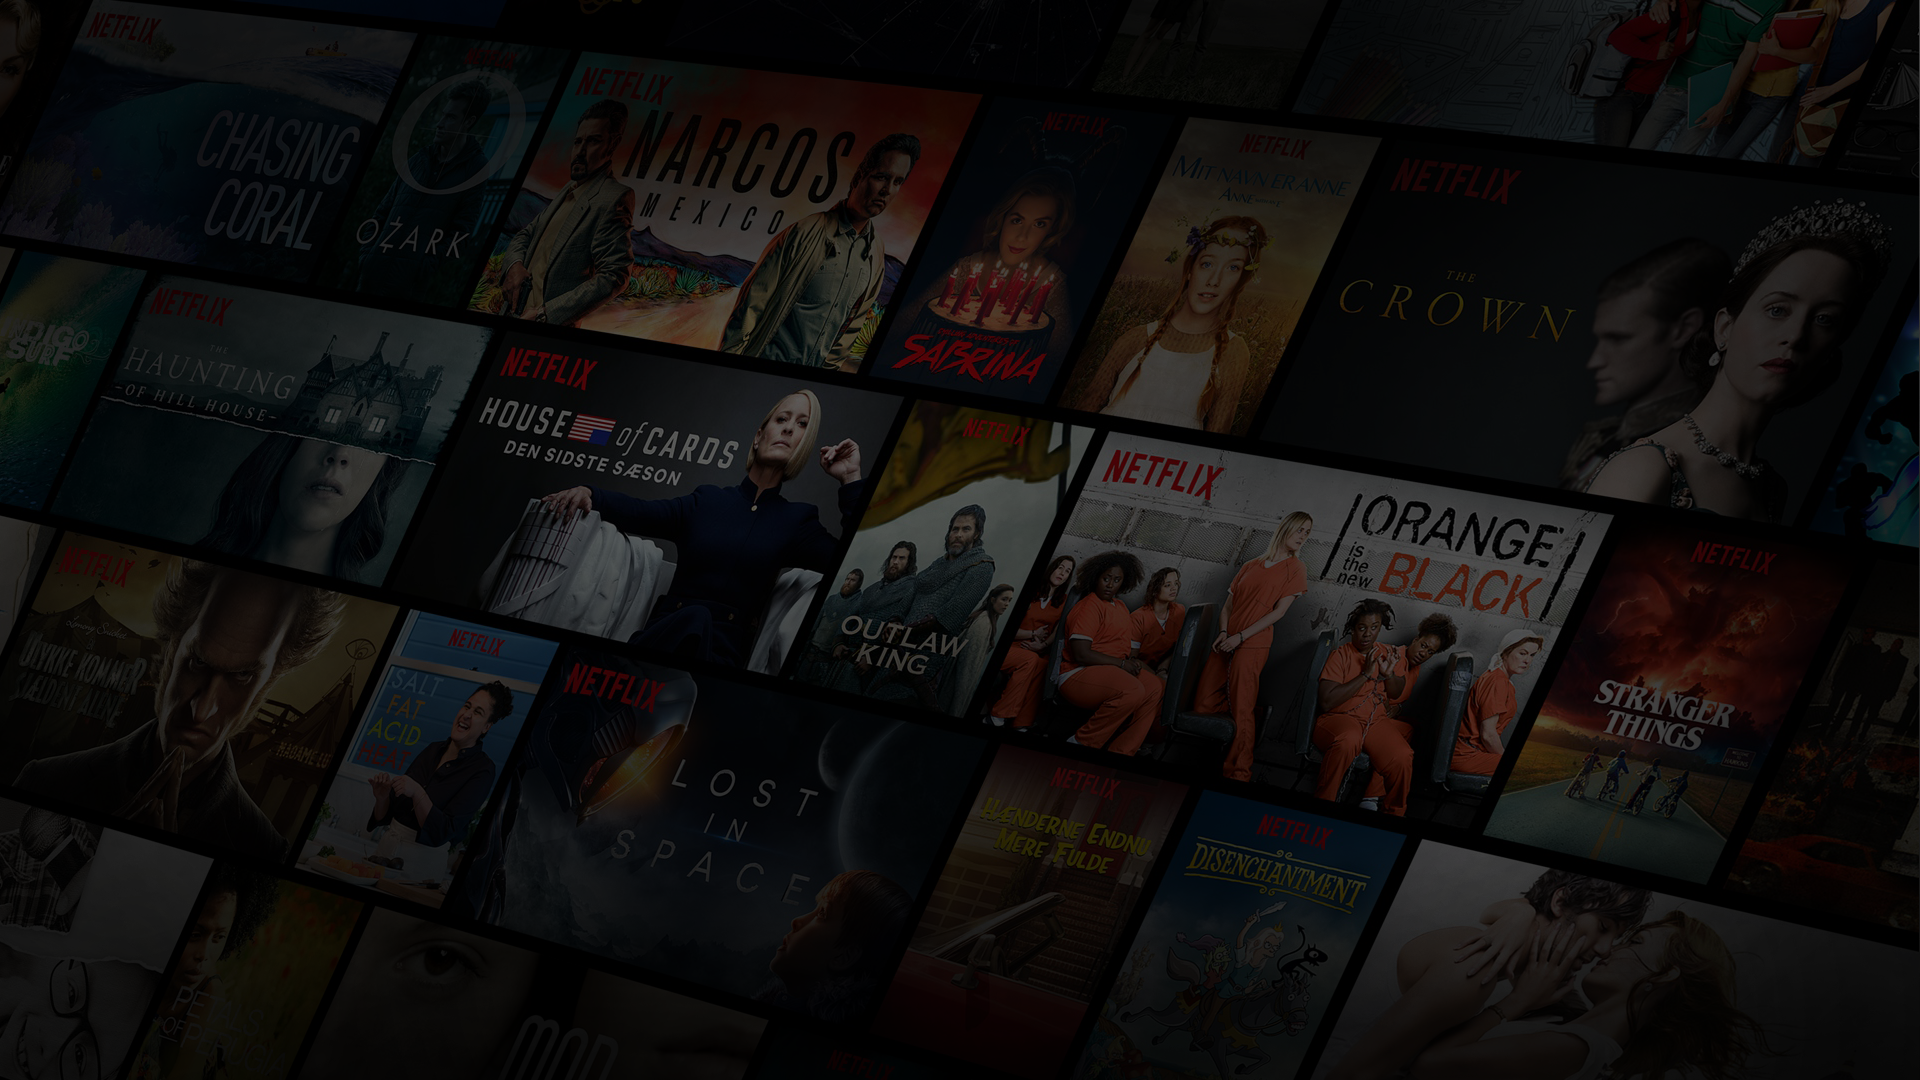 NETFLIX
CHASING
CORAL
OZARK
NETFLIX
NARCOS
MEXICO
NETFLIX
SABRINA
NETFLIX
MIT NAVN ER ANNE
ANNE
NETFLIX
THE
CROWN
NETFLIX
THE
HAUNTING
OF HILL HOUSE
NETFLIX
HOUSE of CARDS
DEN SIDSTE SÆSON
NETFLIX
OUTLAW
KING
NETFLIX
ORANGE
is
the
new
BLACK
NETFLIX
STRANGER
THINGS
SURF
NETFLIX
ULYKKE KOMMER
SALT
FAT
ACID
HEAT
NETFLIX
NETFLIX
LOST
IN
SPACE
NETFLIX
HÆNDERNE ENDNU
MERE FULDE
NETFLIX
DISENCHANTMENT